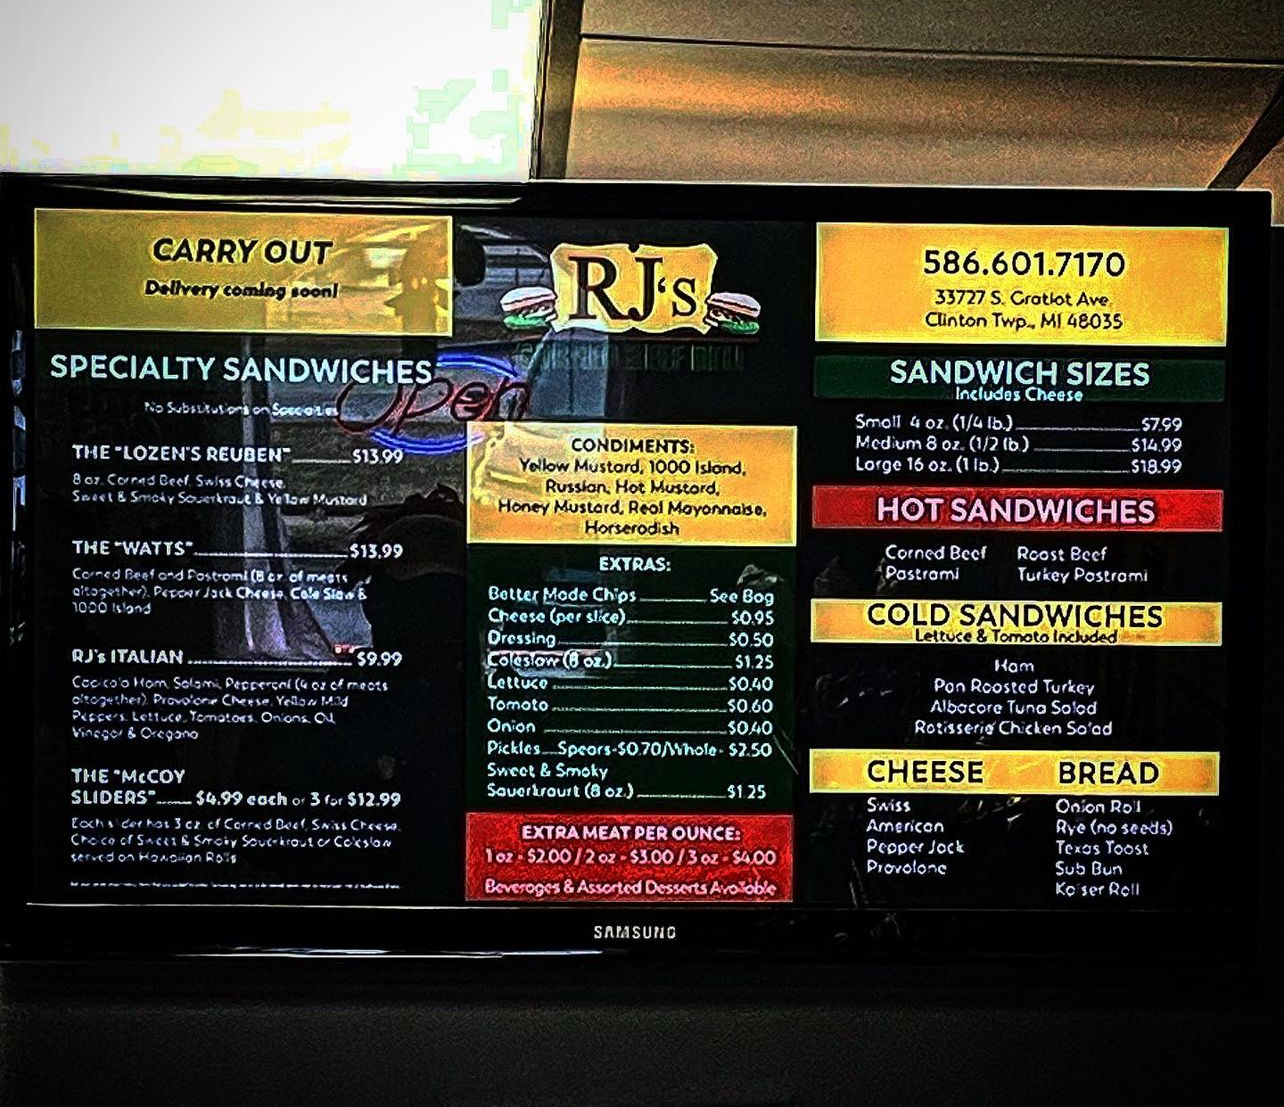 CARRY OUT
Delivery coming soon!
SPECIALTY SANDWICHES
No Substitutions on Specialties
THE "LOZEN'S REUBEN" $13.99
8 oz. Corned Beef, Swiss Cheese,
Sweet & Smoky Sauerkraut & Yellow Mustard
THE "WATTS" $13.99
Corned Beef and Pastrami (8 oz of meats
altogether), Pepper Jack Cheese, Cole Slaw &
1000 Island
RJ's ITALIAN $9.99
Ham, Salami, Pepperoni (4 oz of meats
altogether), Provolone Cheese, Yellow Mild
Peppers, Lettuce, Tomatoes, Onions, Oil,
Vinegar & Oregano
THE "McCOY
SLIDERS" $4.99 each or 3 for $12.99
Each slider has 3 oz. of Corned Beef, Swiss Cheese,
Choice of Sweet & Smoky Sauerkraut or Coleslaw
served on Hawaiian Rolls
RJ's
Open
CONDIMENTS:
Yellow Mustard, 1000 Island,
Russian, Hot Mustard,
Honey Mustard, Real Mayonnaise,
Horseradish
EXTRAS:
Better Made Chips See Bag
Cheese (per slice) $0.95
Dressing $0.50
Coleslaw (8 oz.) $1.25
Lettuce $0.40
Tomato $0.60
Onion $0.40
Pickles Spears-$0.70/Whole- $2.50
Sweet & Smoky
Sauerkraurt (8 oz.) $1.25
EXTRA MEAT PER OUNCE:
1 oz - $2.00 / 2 oz - $3.00 / 3 oz - $4.00
Beverages & Assorted Desserts Available
586.601.7170
33727 S. Gratiot Ave
Clinton Twp., MI 48035
SANDWICH SIZES
Includes Cheese
Small 4 oz. (1/4 lb.) $7.99
Medium 8 oz. (1/2 lb.) $14.99
Large 16 oz. (1 lb.) $18.99
HOT SANDWICHES
Corned Beef Roast Beef
Pastrami Turkey Pastrami
COLD SANDWICHES
Lettuce & Tomato Included
Ham
Pan Roasted Turkey
Albacore Tuna Salad
Rotisserie Chicken Salad
CHEESE BREAD
Swiss Onion Roll
American Rye (no seeds)
Pepper Jack Texas Toast
Provolone Sub Bun
Kaiser Roll
SAMSUNG